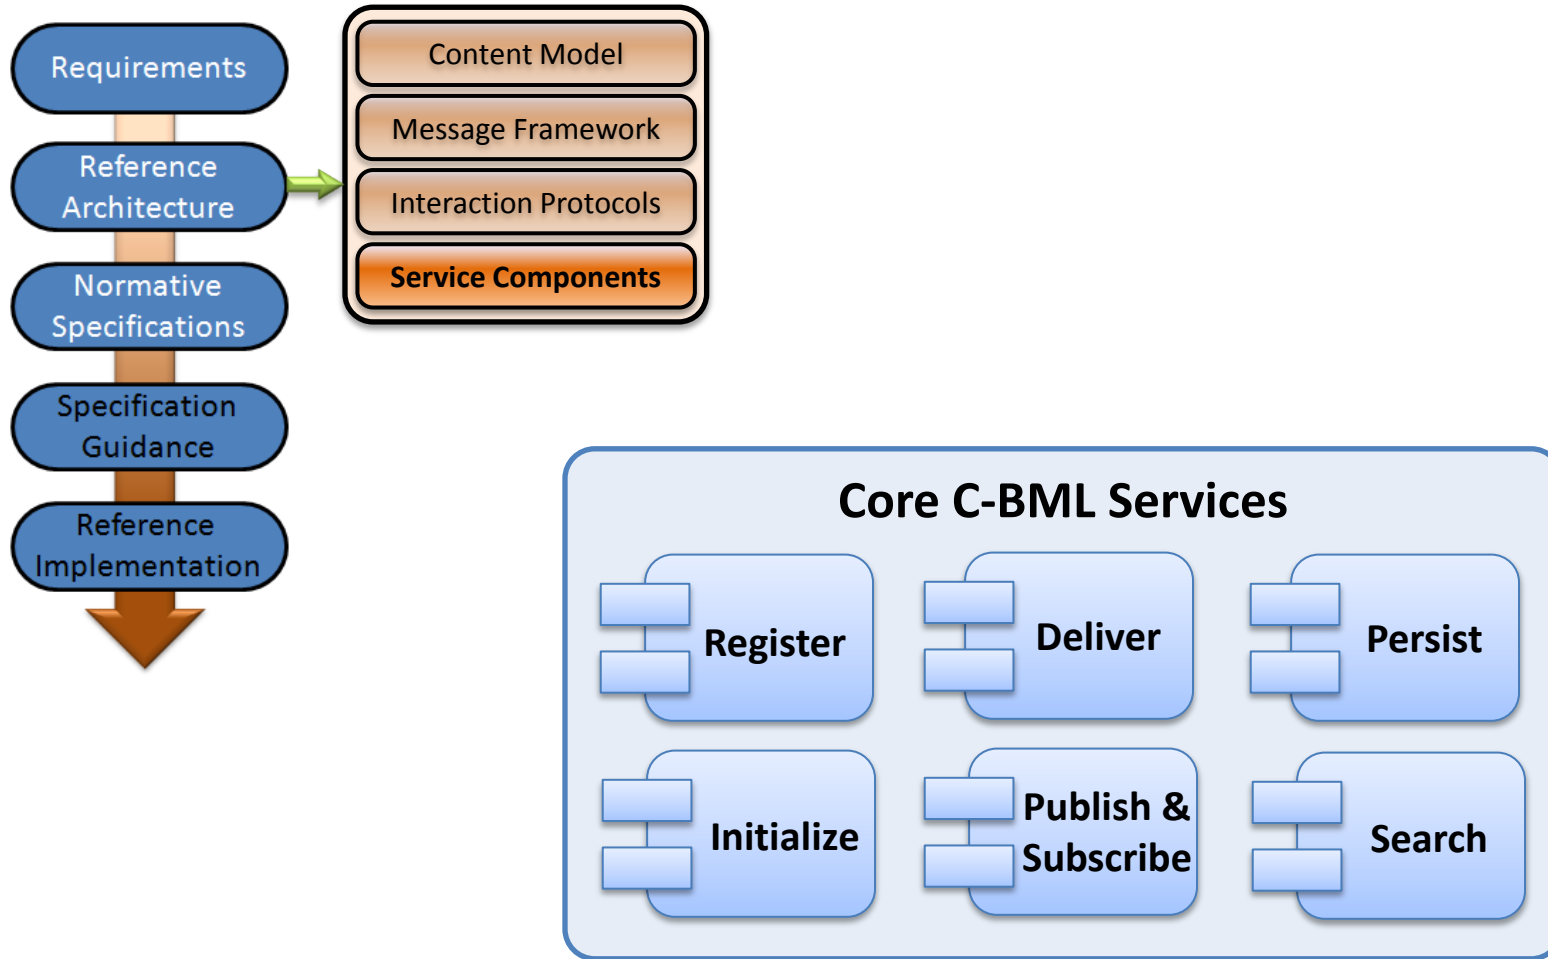 Requirements
Reference
Architecture
Normative
Specifications
Specification
Guidance
Reference
Implementation
Content Model
Message Framework
Interaction Protocols
Service Components
Core C-BML Services
Register
Deliver
Persist
Initialize
Publish &
Subscribe
Search